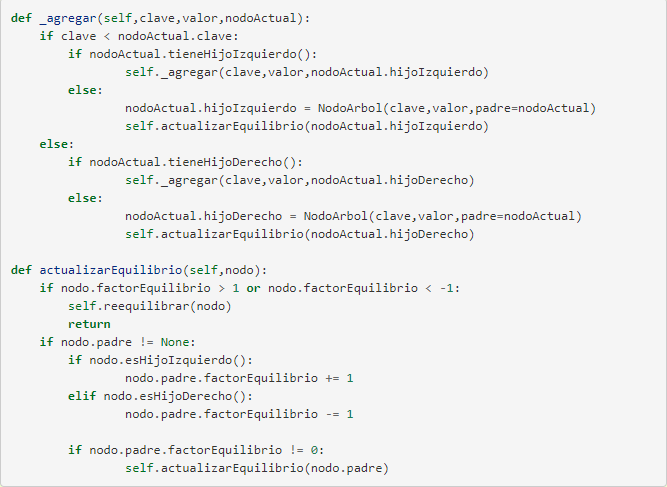 def _agregar(self,clave,valor,nodoActual):
    if clave < nodoActual.clave:
        if nodoActual.tieneHijoIzquierdo():
                self._agregar(clave,valor,nodoActual.hijoIzquierdo)
        else:
                nodoActual.hijoIzquierdo = NodoArbol(clave,valor,padre=nodoActual)
                self.actualizarEquilibrio(nodoActual.hijoIzquierdo)
    else:
        if nodoActual.tieneHijoDerecho():
                self._agregar(clave,valor,nodoActual.hijoDerecho)
        else:
                nodoActual.hijoDerecho = NodoArbol(clave,valor,padre=nodoActual)
                self.actualizarEquilibrio(nodoActual.hijoDerecho)

def actualizarEquilibrio(self,nodo):
    if nodo.factorEquilibrio > 1 or nodo.factorEquilibrio < -1:
        self.reequilibrar(nodo)
        return
    if nodo.padre != None:
        if nodo.esHijoIzquierdo():
                nodo.padre.factorEquilibrio += 1
        elif nodo.esHijoDerecho():
                nodo.padre.factorEquilibrio -= 1

        if nodo.padre.factorEquilibrio != 0:
                self.actualizarEquilibrio(nodo.padre)